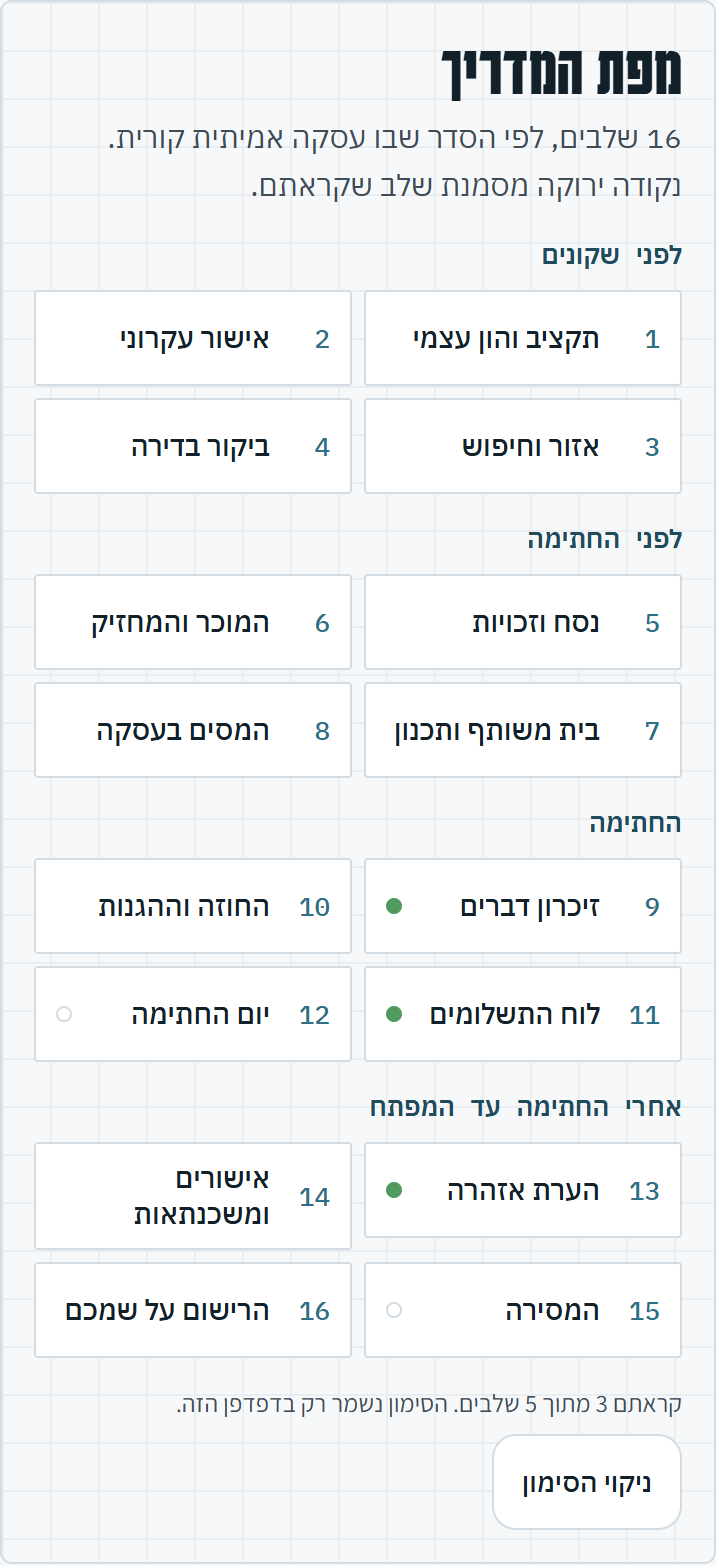 מפת המדריך
16 שלבים, לפי הסדר שבו עסקה אמיתית קורית.
נקודה ירוקה מסמנת שלב שקראתם.
לפני שקונים
1 תקציב והון עצמי
2 אישור עקרוני
3 אזור וחיפוש
4 ביקור בדירה
לפני החתימה
5 נסח וזכויות
6 המוכר והמחזיק
7 בית משותף ותכנון
8 המסים בעסקה
החתימה
9 זיכרון דברים
10 החוזה וההגנות
11 לוח התשלומים
12 יום החתימה
אחרי החתימה עד המפתח
13 הערת אזהרה
14 אישורים
ומשכנתאות
15 המסירה
16 הרישום על שמכם
קראתם 3 מתוך 5 שלבים. הסימון נשמר רק בדפדפן הזה.
ניקוי הסימון